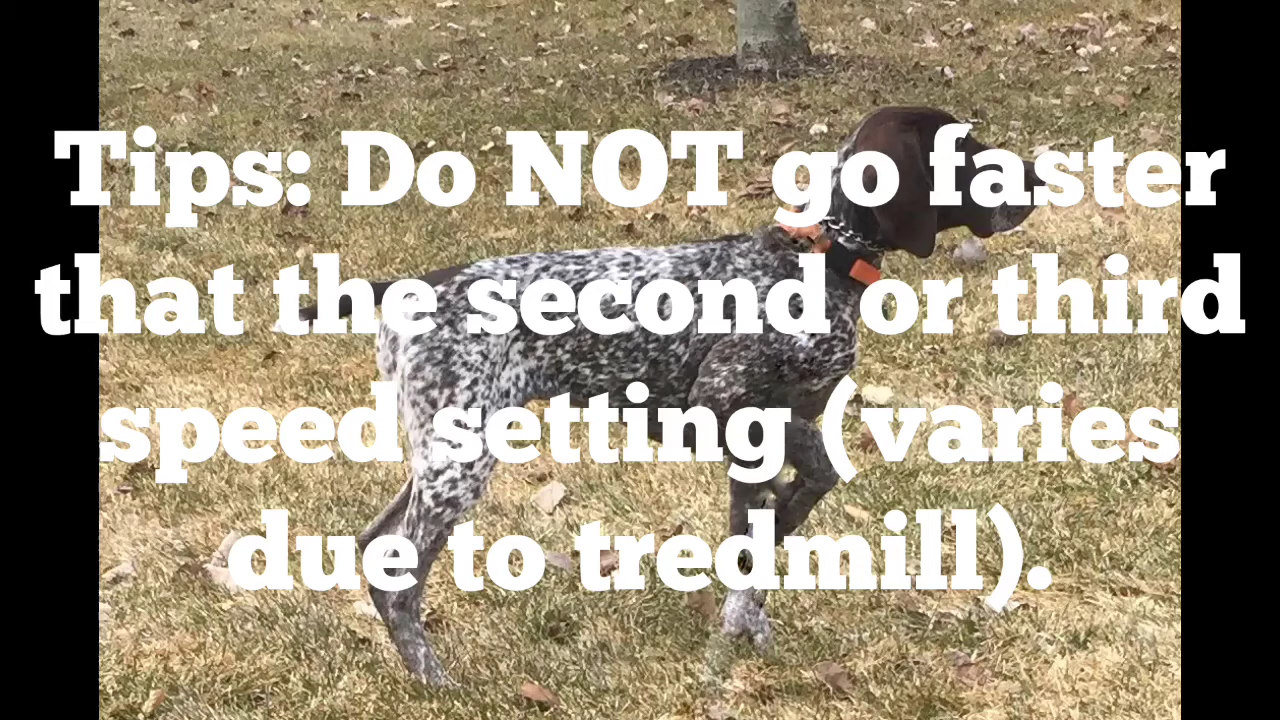 Tips: Do NOT go faster
that the second or third
speed setting (varies
due to tredmill).